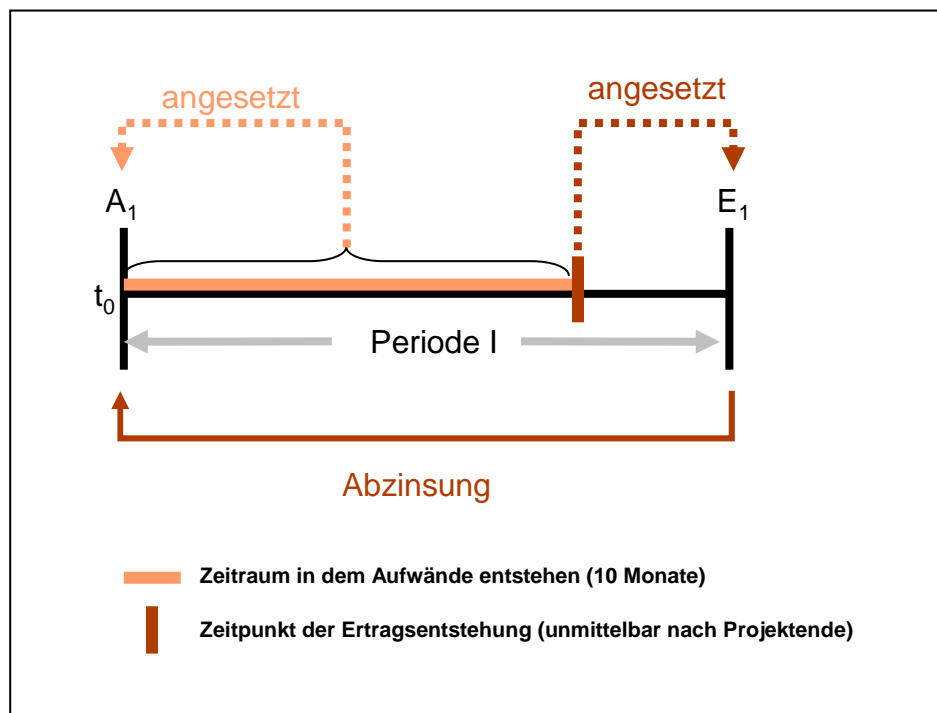 angesetzt
angesetzt
A1
E1
t0
Periode I
Abzinsung
Zeitraum in dem Aufwände entstehen (10 Monate)
Zeitpunkt der Ertragsentstehung (unmittelbar nach Projektende)